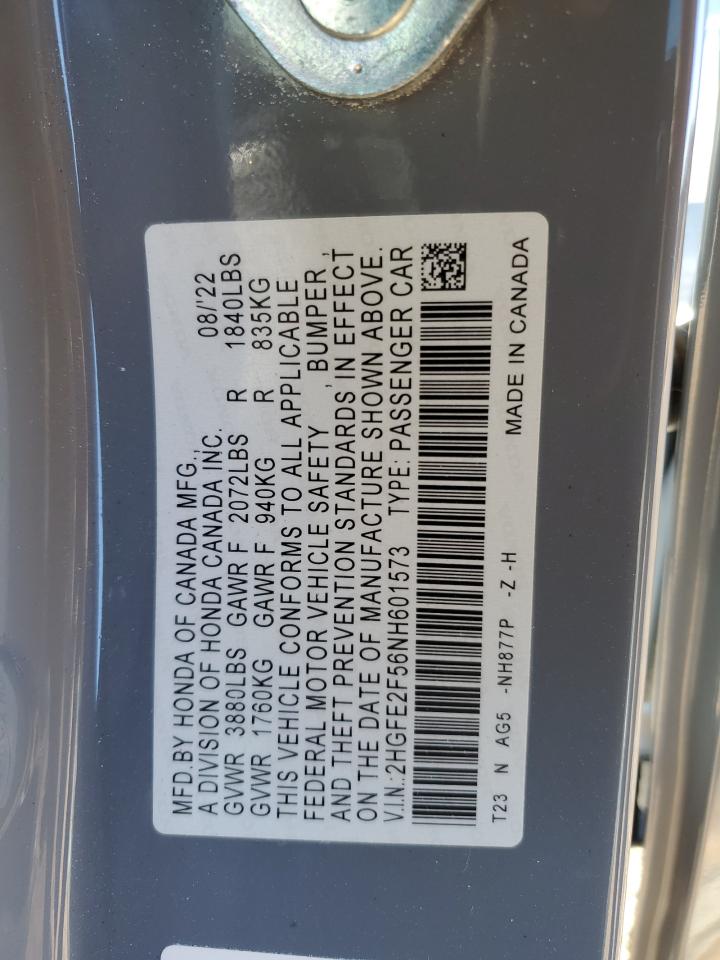 MFD.BY HONDA OF CANADA MFG.,
A DIVISION OF HONDA CANADA INC. 08/'22
GVWR 3880LBS GAWR F 2072LBS R 1840LBS
GVWR 1760KG GAWR F 940KG R 835KG
THIS VEHICLE CONFORMS TO ALL APPLICABLE
FEDERAL MOTOR VEHICLE SAFETY, BUMPER,
AND THEFT PREVENTION STANDARDS IN EFFECT
ON THE DATE OF MANUFACTURE SHOWN ABOVE.
V.I.N.:2HGFE2F56NH601573 TYPE: PASSENGER CAR
T23 N AG5 -NH877P -Z -H MADE IN CANADA